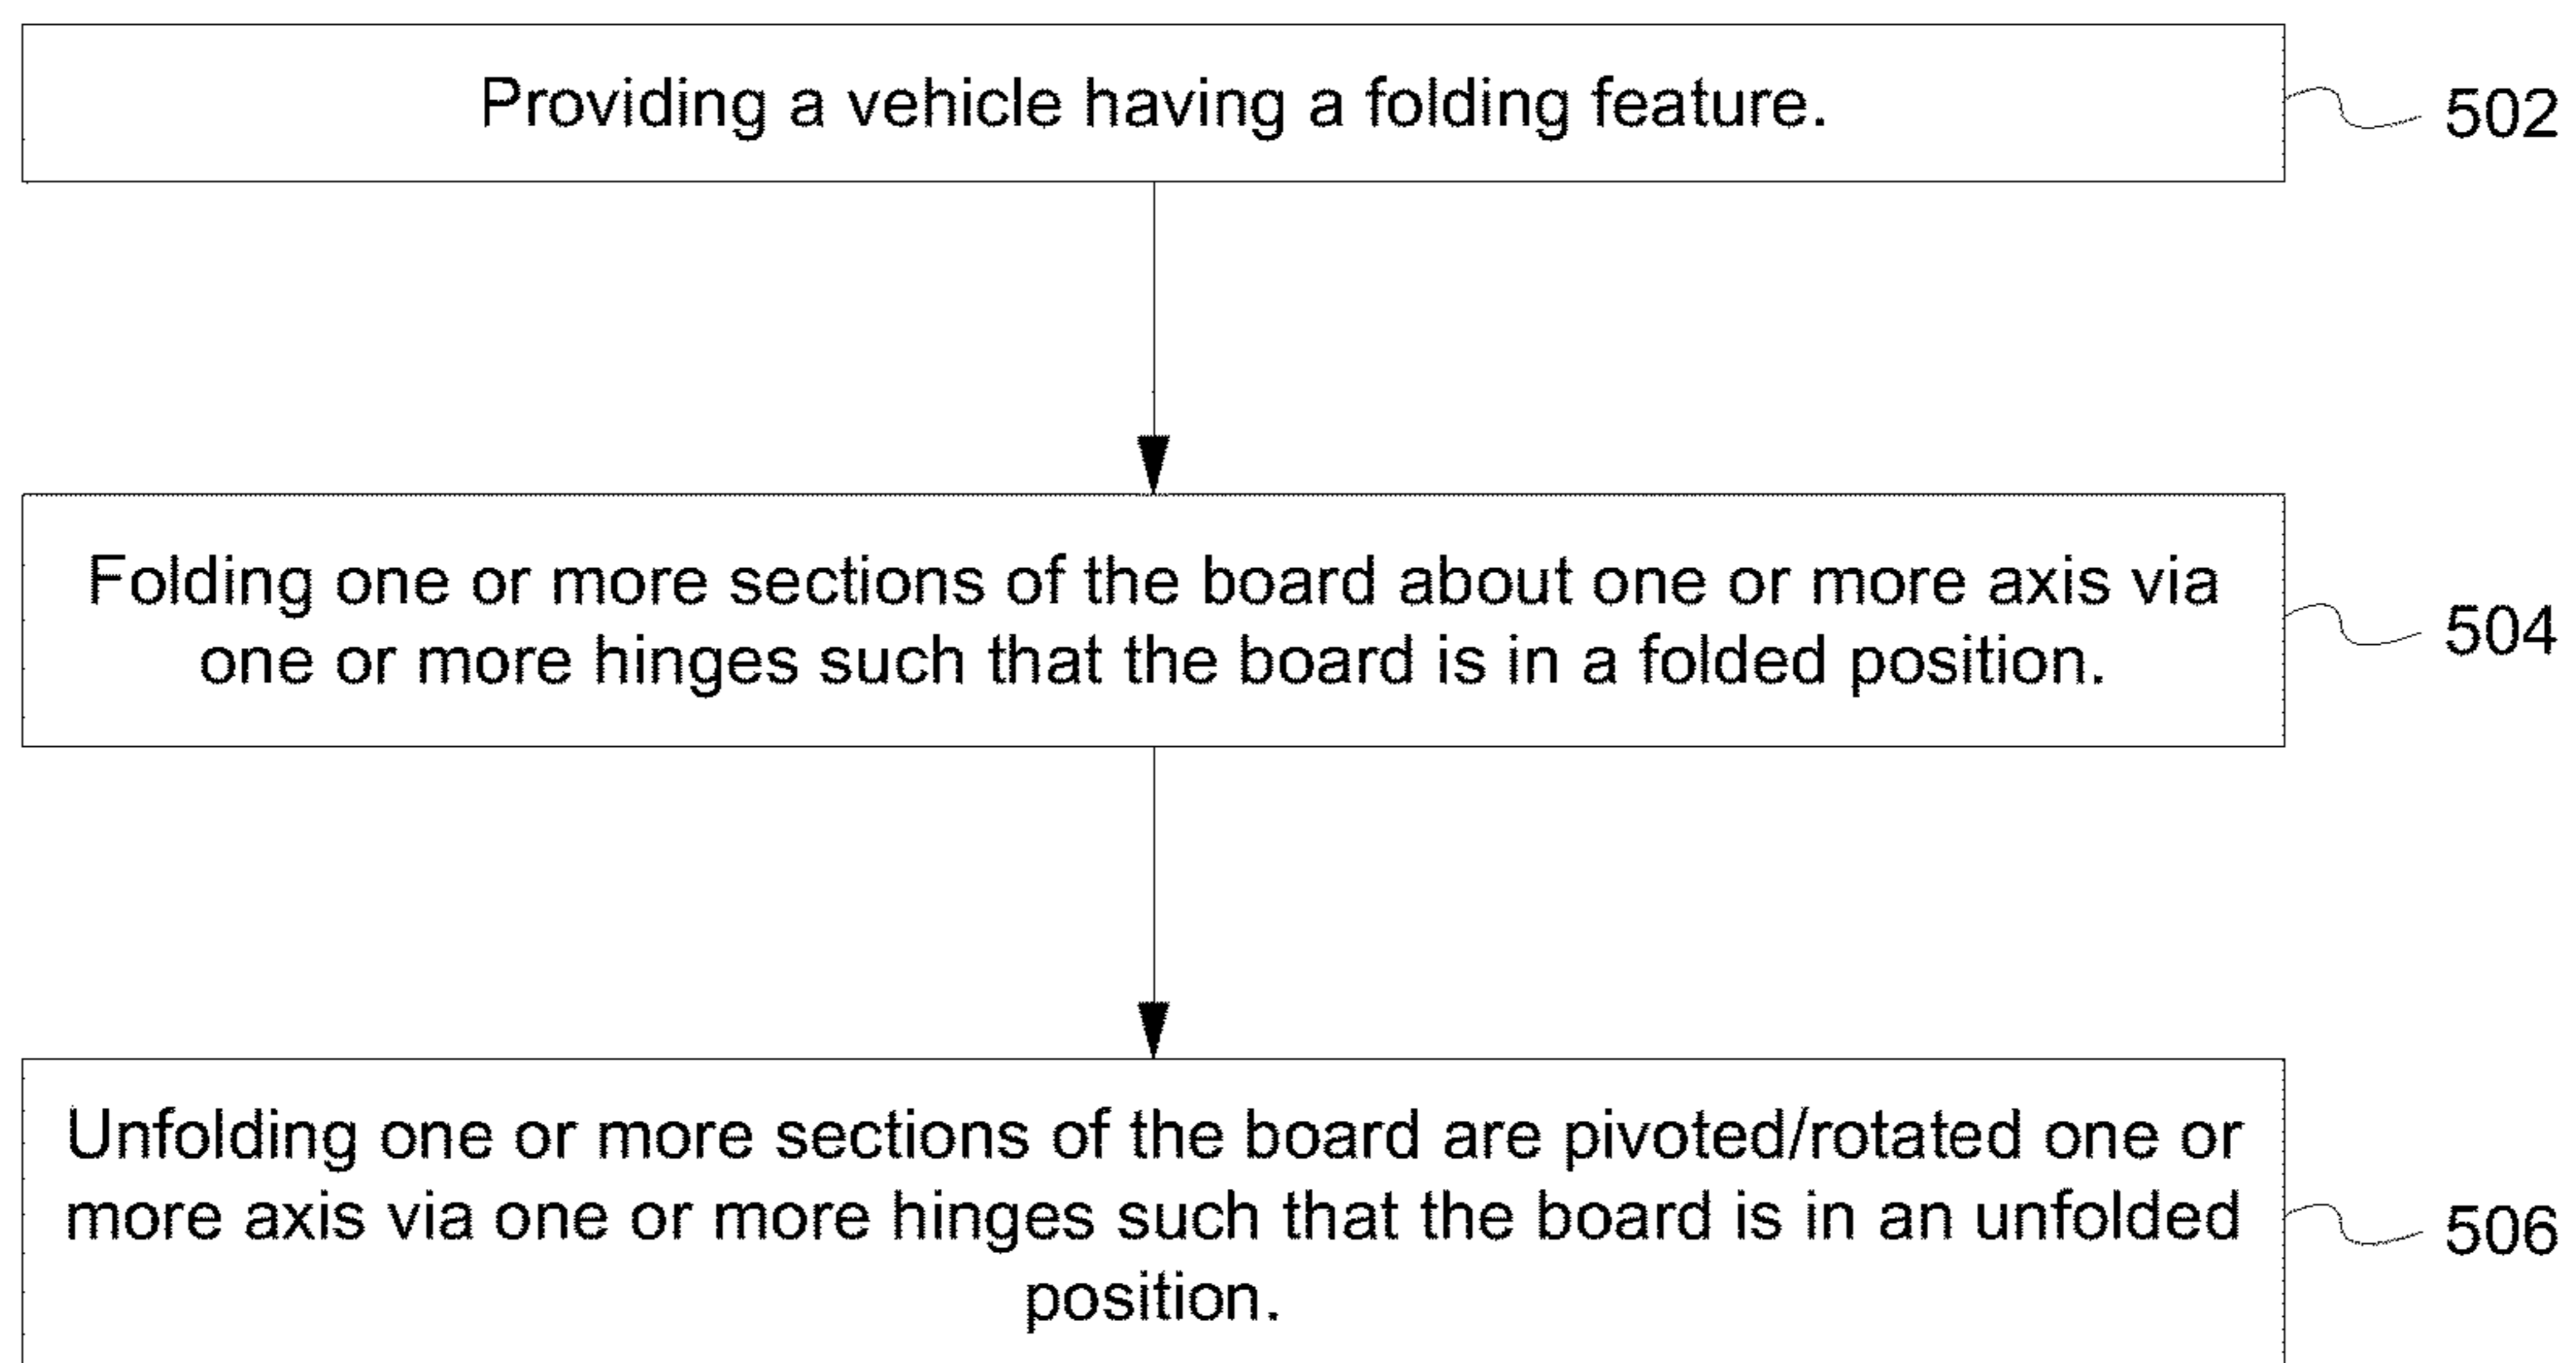 Providing a vehicle having a folding feature.
502
Folding one or more sections of the board about one or more axis via
one or more hinges such that the board is in a folded position.
504
Unfolding one or more sections of the board are pivoted/rotated one or
more axis via one or more hinges such that the board is in an unfolded
position.
506